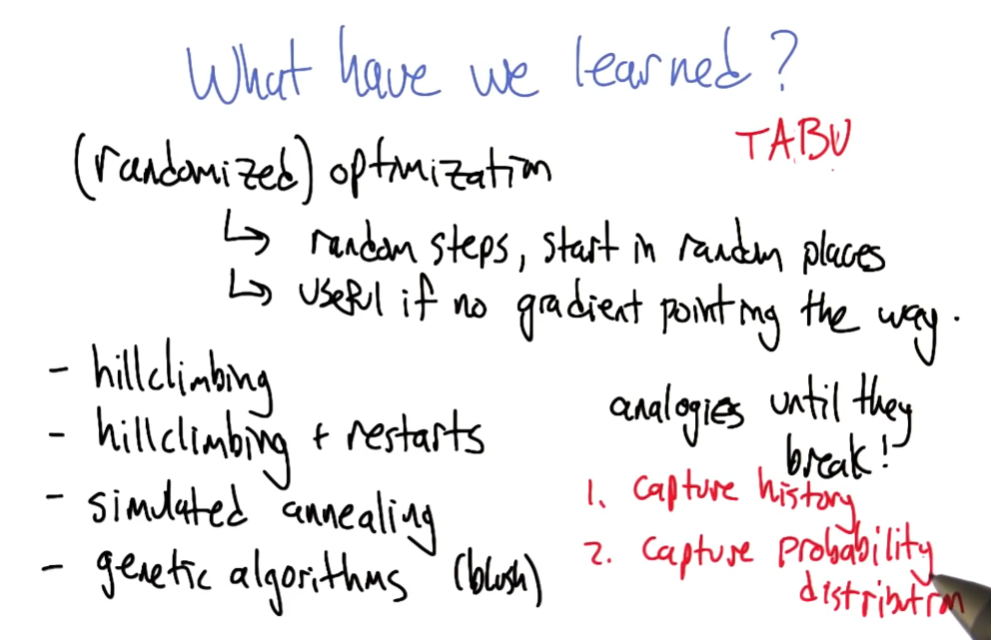 What have we learned?
TABU
(randomized) optimization
↳ random steps, start in random places
↳ useful if no gradient pointing the way.
- hillclimbing
- hillclimbing + restarts
- simulated annealing
- genetic algorithms (blush)
analogies until they
break!
1. capture history
2. capture probability
distribution